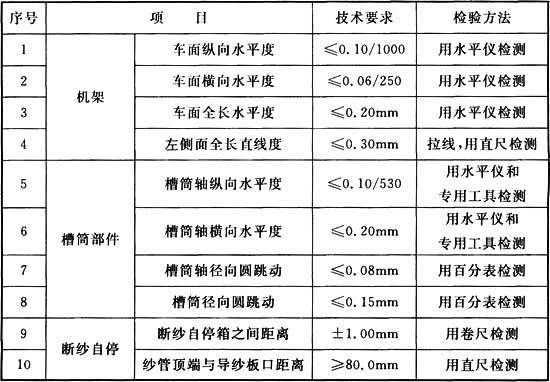 序号 项 目 技术要求 检验方法
1 机架 车面纵向水平度 ≤0.10/1000 用水平仪检测
2 车面横向水平度 ≤0.06/250 用水平仪检测
3 车面全长水平度 ≤0.20mm 用水平仪检测
4 左侧面全长直线度 ≤0.30mm 拉线,用直尺检测
5 槽筒部件 槽筒轴纵向水平度 ≤0.10/530 用水平仪和
专用工具检测
6 槽筒轴横向水平度 ≤0.20mm 用水平仪和
专用工具检测
7 槽筒轴径向圆跳动 ≤0.08mm 用百分表检测
8 槽筒径向圆跳动 ≤0.15mm 用百分表检测
9 断纱自停 断纱自停箱之间距离 ±1.00mm 用卷尺检测
10 纱管顶端与导纱板口距离 ≥80.0mm 用直尺检测